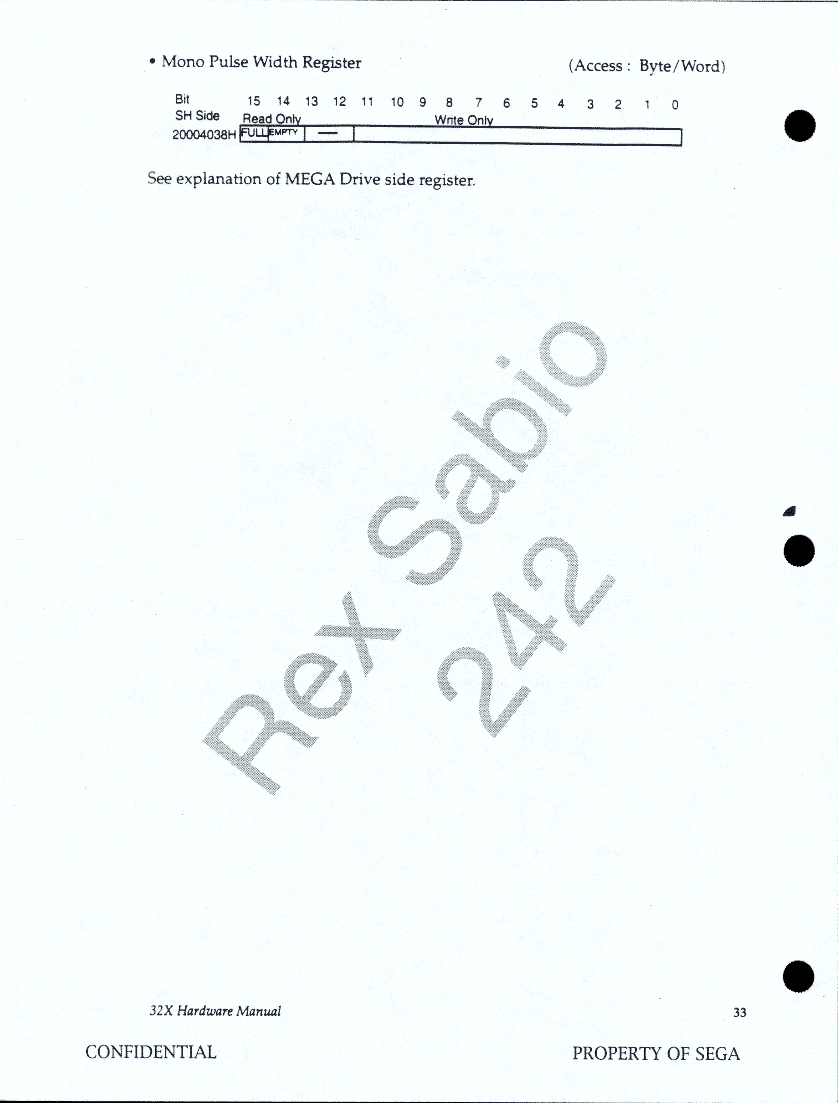 • Mono Pulse Width Register (Access : Byte/Word)
Bit 15 14 13 12 11 10 9 8 7 6 5 4 3 2 1 0
SH Side Read Only Write Only
20004038H FULL EMPTY —
See explanation of MEGA Drive side register.
Rex Sabio
242
32X Hardware Manual 33
CONFIDENTIAL PROPERTY OF SEGA